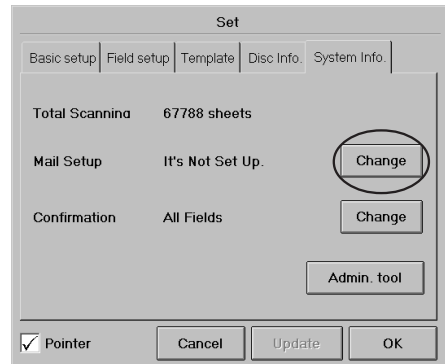 Set
Basic setup Field setup Template Disc Info. System Info.
Total Scanning 67788 sheets
Mail Setup It's Not Set Up. Change
Confirmation All Fields Change
Admin. tool
Pointer Cancel Update OK